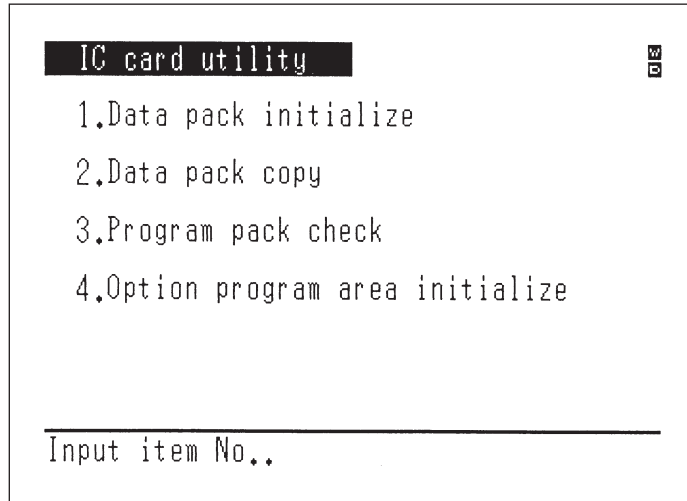 IC card utility
WD
1.Data pack initialize
2.Data pack copy
3.Program pack check
4.Option program area initialize
Input item No..